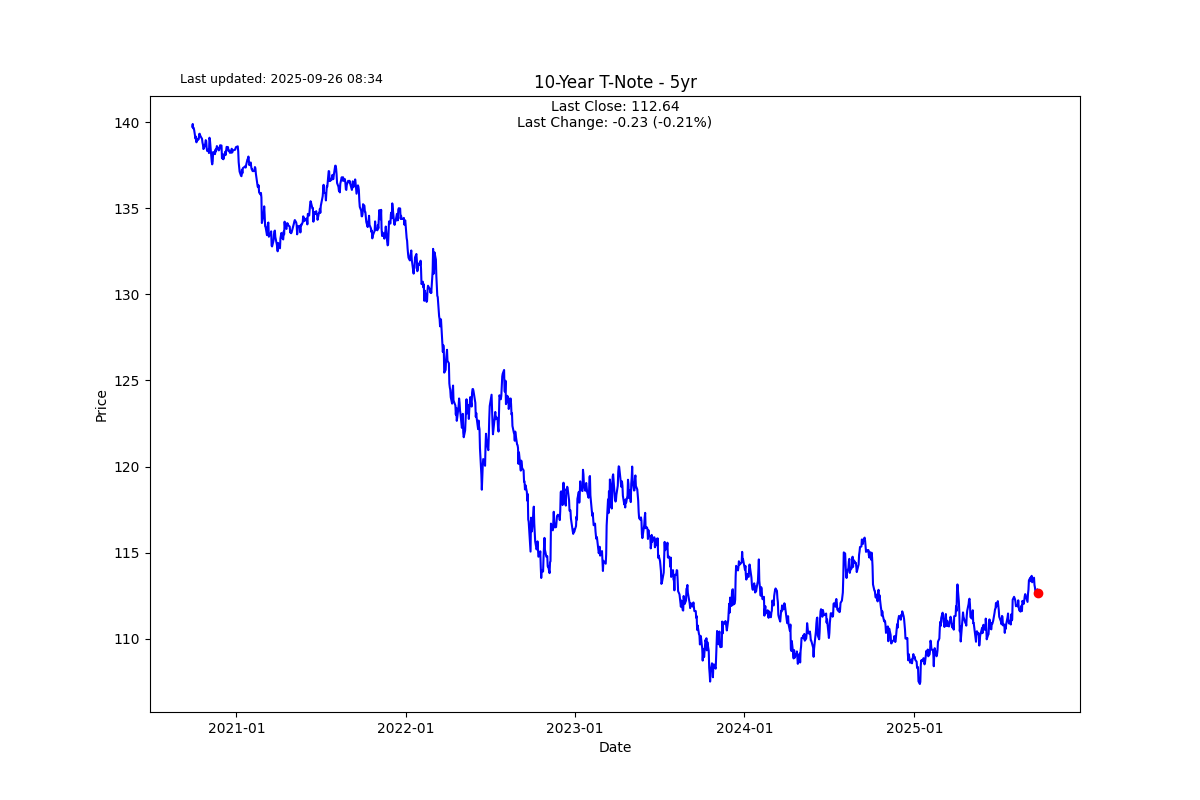 Last updated: 2025-09-26 08:34
10-Year T-Note - 5yr
Last Close: 112.64
Last Change: -0.23 (-0.21%)
140
135
130
125
120
115
110
Price
2021-01
2022-01
2023-01
2024-01
2025-01
Date